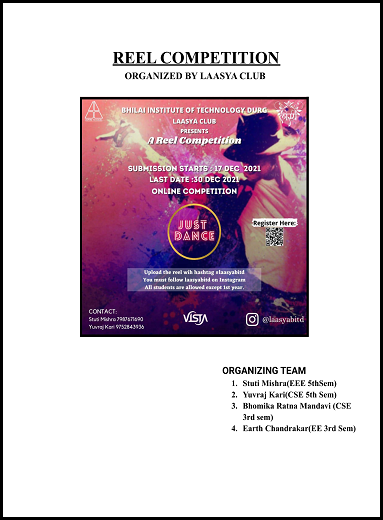 REEL COMPETITION
ORGANIZED BY LAASYA CLUB
BHILAI INSTITUTE OF TECHNOLOGY DURG
LAASYA CLUB
PRESENTS
A Reel Competition
SUBMISSION STARTS : 17 DEC 2021
LAST DATE :30 DEC 2021
ONLINE COMPETITION
JUST
DANCE
Register Here:
Upload the reel wih hashtag #laasyabitd
You must follow laasyabitd on Instagram
All students are allowed except 1st year.
CONTACT:
Stuti Mishra 7987671690
Yuvraj Kari 9752843936
VISTA
@laasyabitd
ORGANIZING TEAM
1. Stuti Mishra(EEE 5thSem)
2. Yuvraj Kari(CSE 5th Sem)
3. Bhomika Ratna Mandavi (CSE
3rd sem)
4. Earth Chandrakar(EE 3rd Sem)